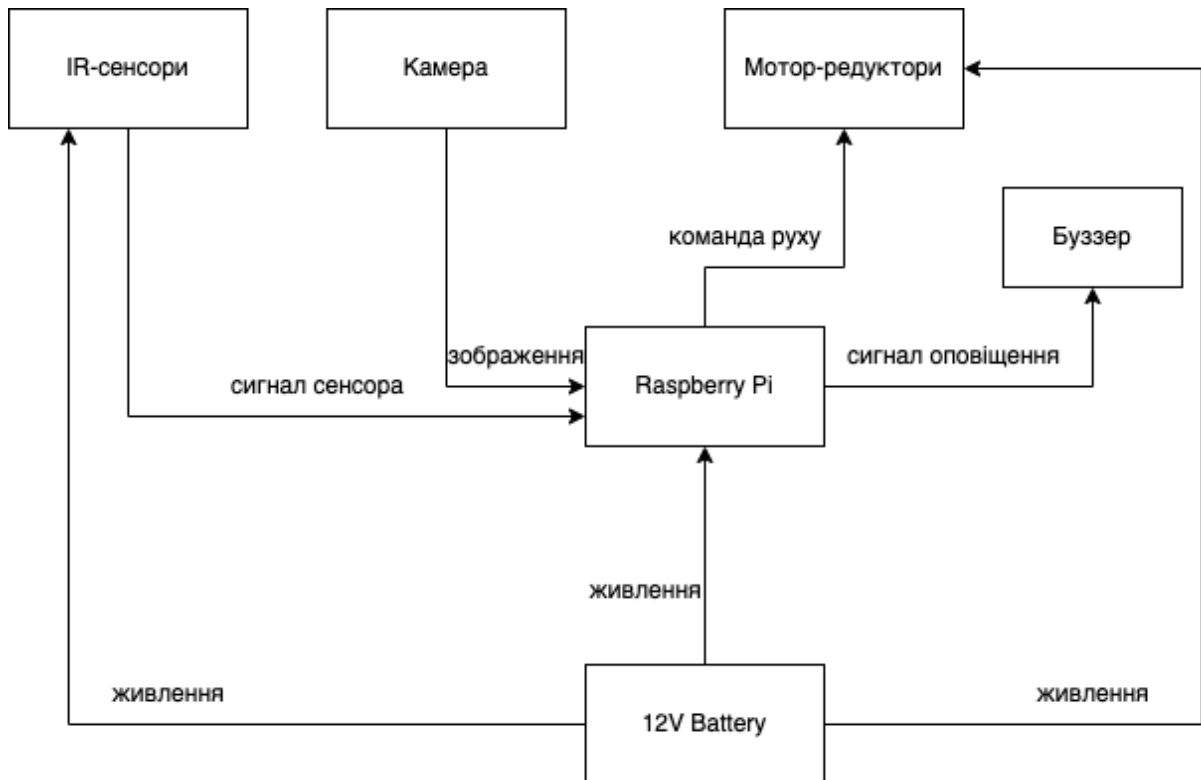 IR-сенсори
Камера
Мотор-редуктори
команда руху
Буззер
зображення
сигнал оповіщення
сигнал сенсора
Raspberry Pi
живлення
живлення
12V Battery
живлення